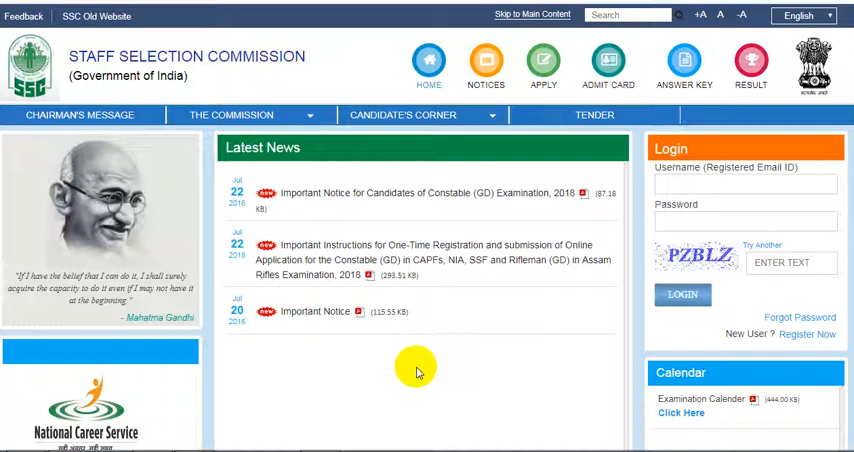 Feedback
SSC Old Website
Skip to Main Content
Search
+A A -A
English
STAFF SELECTION COMMISSION
(Government of India)
SSC
HOME
NOTICES
APPLY
ADMIT CARD
ANSWER KEY
RESULT
CHAIRMAN'S MESSAGE
THE COMMISSION
CANDIDATE'S CORNER
TENDER
"If I have the belief that I can do it, I shall surely
acquire the capacity to do it even if I may not have it
at the beginning."
- Mahatma Gandhi
National Career Service
Latest News
Jul
22
2018
new Important Notice for Candidates of Constable (GD) Examination, 2018 (87.18
KB)
Jul
22
2018
new Important Instructions for One-Time Registration and submission of Online
Application for the Constable (GD) in CAPFs, NIA, SSF and Rifleman (GD) in Assam
Rifles Examination, 2018 (293.51 KB)
Jul
20
2018
new Important Notice (115.55 KB)
Login
Username (Registered Email ID)
Password
PZBLZ
Try Another
ENTER TEXT
LOGIN
Forgot Password
New User ? Register Now
Calendar
Examination Calender (444.00 KB)
Click Here